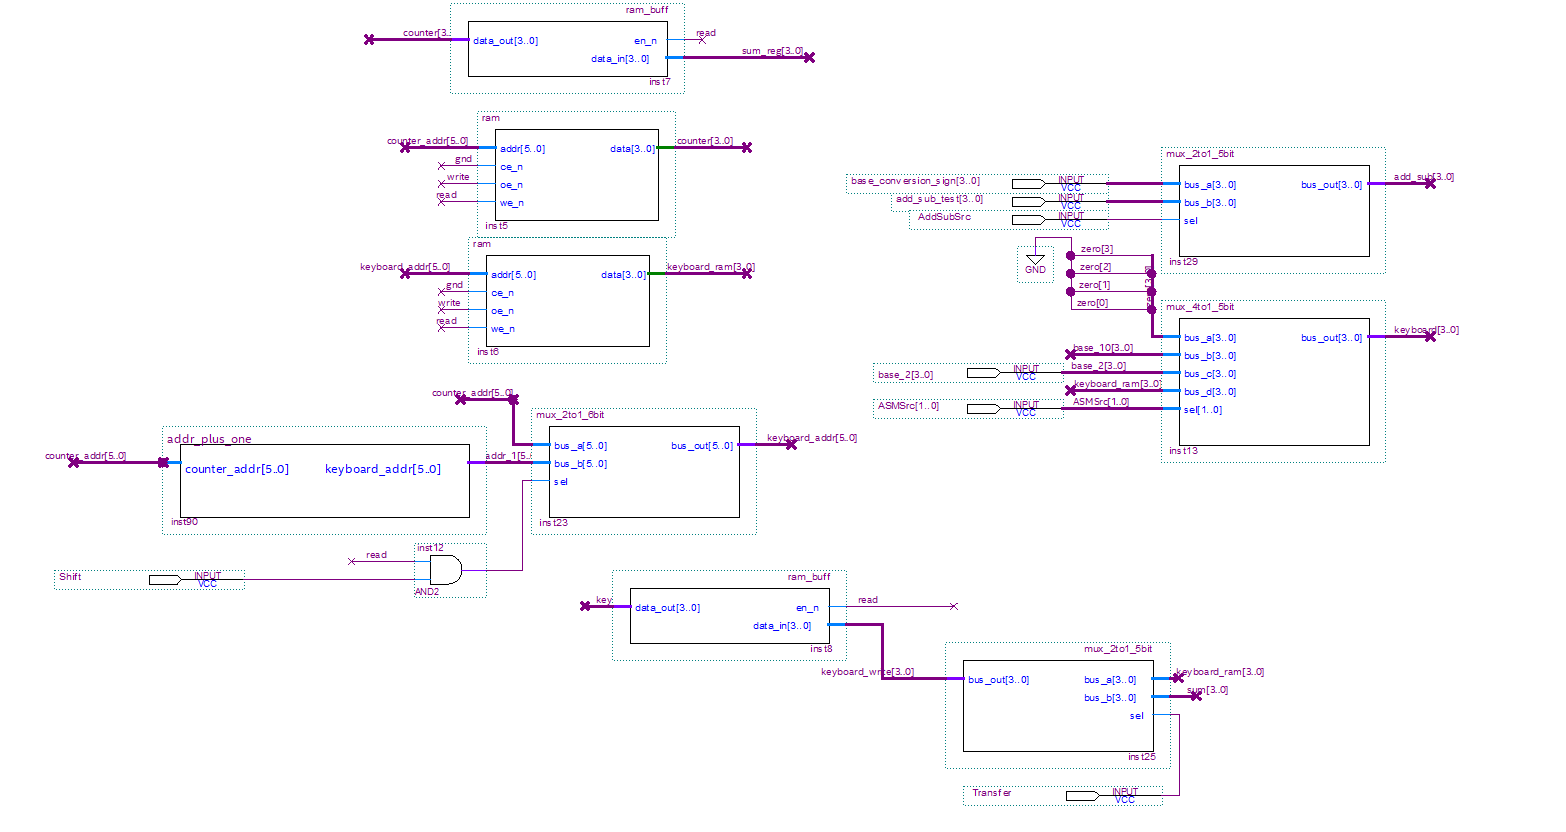 ram_buff
counter[3..
data_out[3..0]
en_n
read
data_in[3..0]
sum_reg[3..0]
inst7
ram
counter_addr[5..0]
addr[5..0]
data[3..0]
counter[3..0]
gnd
ce_n
write
oe_n
read
we_n
inst5
ram
keyboard_addr[5..0]
addr[5..0]
data[3..0]
keyboard_ram[3..0]
gnd
ce_n
write
oe_n
read
we_n
inst6
mux_2to1_5bit
base_conversion_sign[3..0]
INPUT
VCC
bus_a[3..0]
bus_out[3..0]
add_sub[3..0]
add_sub_test[3..0]
INPUT
VCC
bus_b[3..0]
AddSubSrc
INPUT
VCC
sel
inst29
GND
zero[3]
zero[2]
zero[1]
zero[0]
mux_4to1_5bit
bus_a[3..0]
bus_out[3..0]
keyboard[3..0]
base_10[3..0]
bus_b[3..0]
base_2[3..0]
INPUT
VCC
base_2[3..0]
bus_c[3..0]
keyboard_ram[3..0]
bus_d[3..0]
ASMSrc[1..0]
INPUT
VCC
ASMSrc[1..0]
sel[1..0]
inst13
counter_addr[5..0]
mux_2to1_6bit
bus_a[5..0]
bus_out[5..0]
keyboard_addr[5..0]
bus_b[5..0]
sel
inst23
addr_plus_one
counter_addr[5..0]
counter_addr[5..0]
keyboard_addr[5..0]
addr_1[5..
inst90
inst12
read
AND2
Shift
INPUT
VCC
ram_buff
key
data_out[3..0]
en_n
read
data_in[3..0]
inst8
keyboard_write[3..0]
mux_2to1_5bit
bus_out[3..0]
bus_a[3..0]
keyboard_ram[3..0]
bus_b[3..0]
sum[3..0]
sel
inst25
Transfer
INPUT
VCC